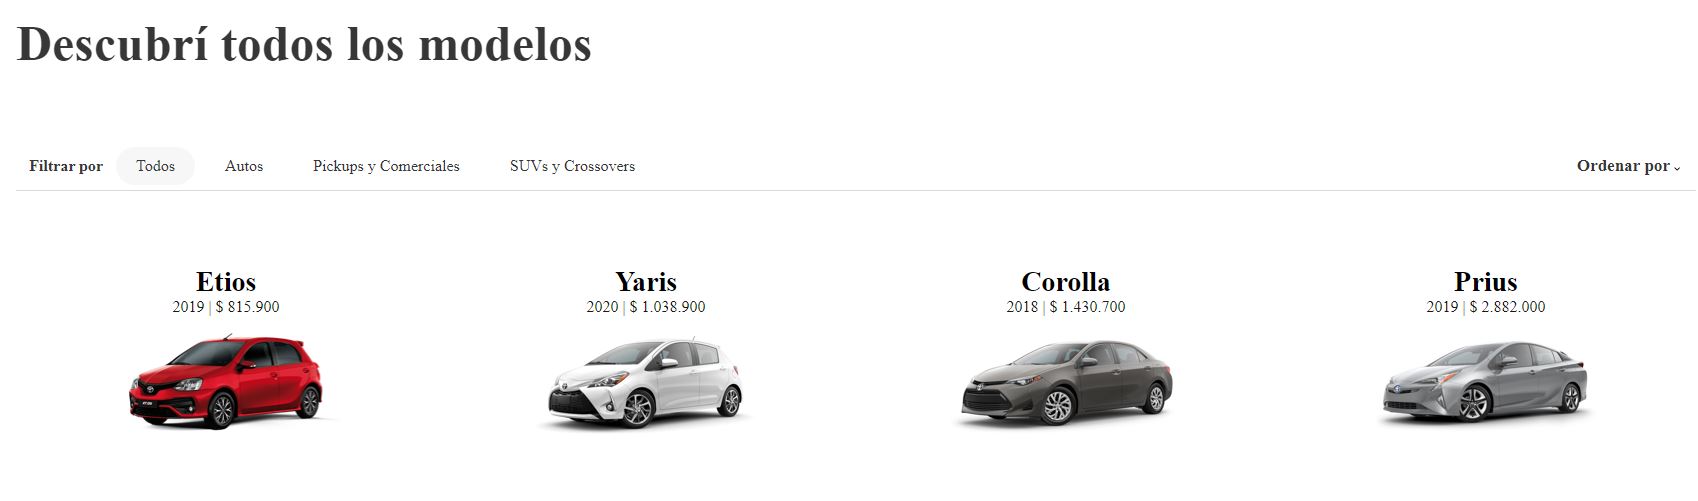 Descubrí todos los modelos
Filtrar por Todos Autos Pickups y Comerciales SUVs y Crossovers Ordenar por
Etios
2019 | $ 815.900
Yaris
2020 | $ 1.038.900
Corolla
2018 | $ 1.430.700
Prius
2019 | $ 2.882.000